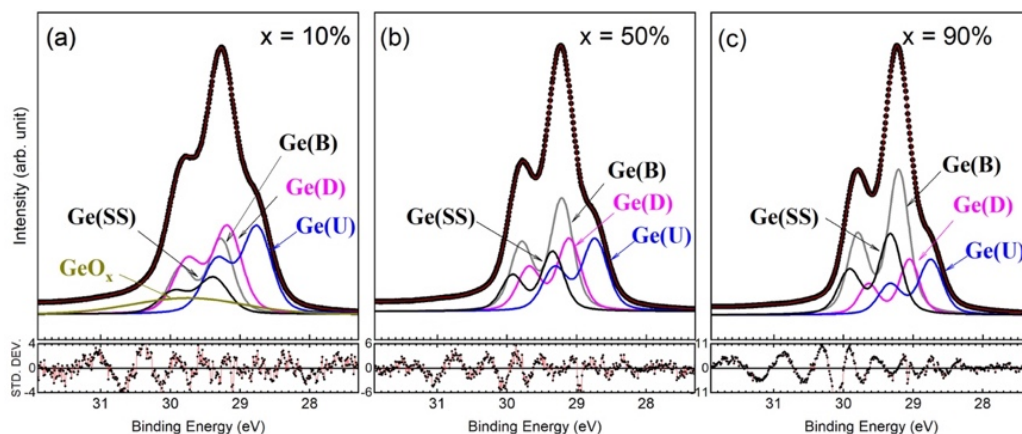 (a)
x = 10%
Intensity (arb. unit)
Ge(B)
Ge(D)
Ge(SS)
Ge(U)
GeOx
STD. DEV.
4
0
-4
31
30
29
28
Binding Energy (eV)
(b)
x = 50%
Ge(B)
Ge(SS)
Ge(D)
Ge(U)
6
0
-6
31
30
29
28
Binding Energy (eV)
(c)
x = 90%
Ge(B)
Ge(SS)
Ge(D)
Ge(U)
11
0
11
31
30
29
28
Binding Energy (eV)